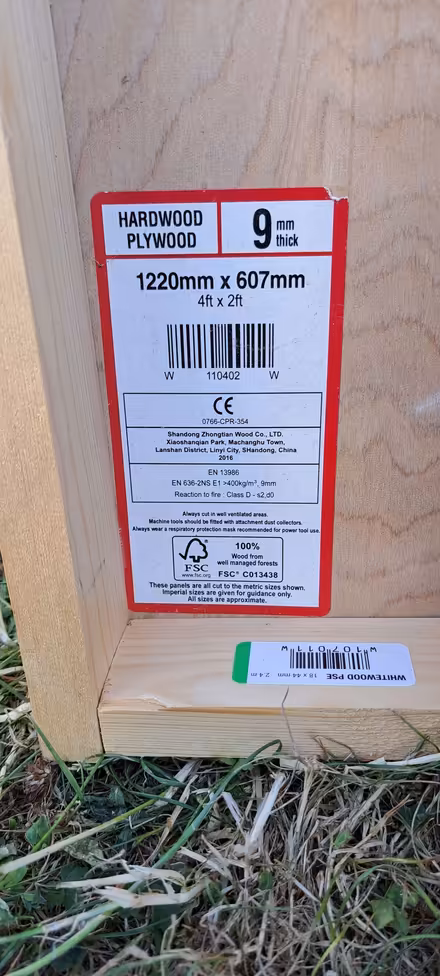 HARDWOOD
PLYWOOD
9 mm
thick
1220mm x 607mm
4ft x 2ft
W 110402 W
CE
0766-CPR-354
Shandong Zhongtian Wood Co., LTD.
Xiaoshanqian Park, Machanghu Town,
Lanshan District, Linyi City, SHandong, China
2016
EN 13986
EN 636-2NS E1 >400kg/m³, 9mm
Reaction to fire : Class D - s2,d0
Always cut in well ventilated areas.
Machine tools should be fitted with attachment dust collectors.
Always wear a respiratory protection mask recommended for power tool use.
FSC
www.fsc.org
100%
Wood from
well managed forests
FSC® C013438
These panels are all cut to the metric sizes shown.
Imperial sizes are given for guidance only.
All sizes are approximate.
WHITEWOOD PSE
18 x 44 mm 2.4 m
W 107011 W